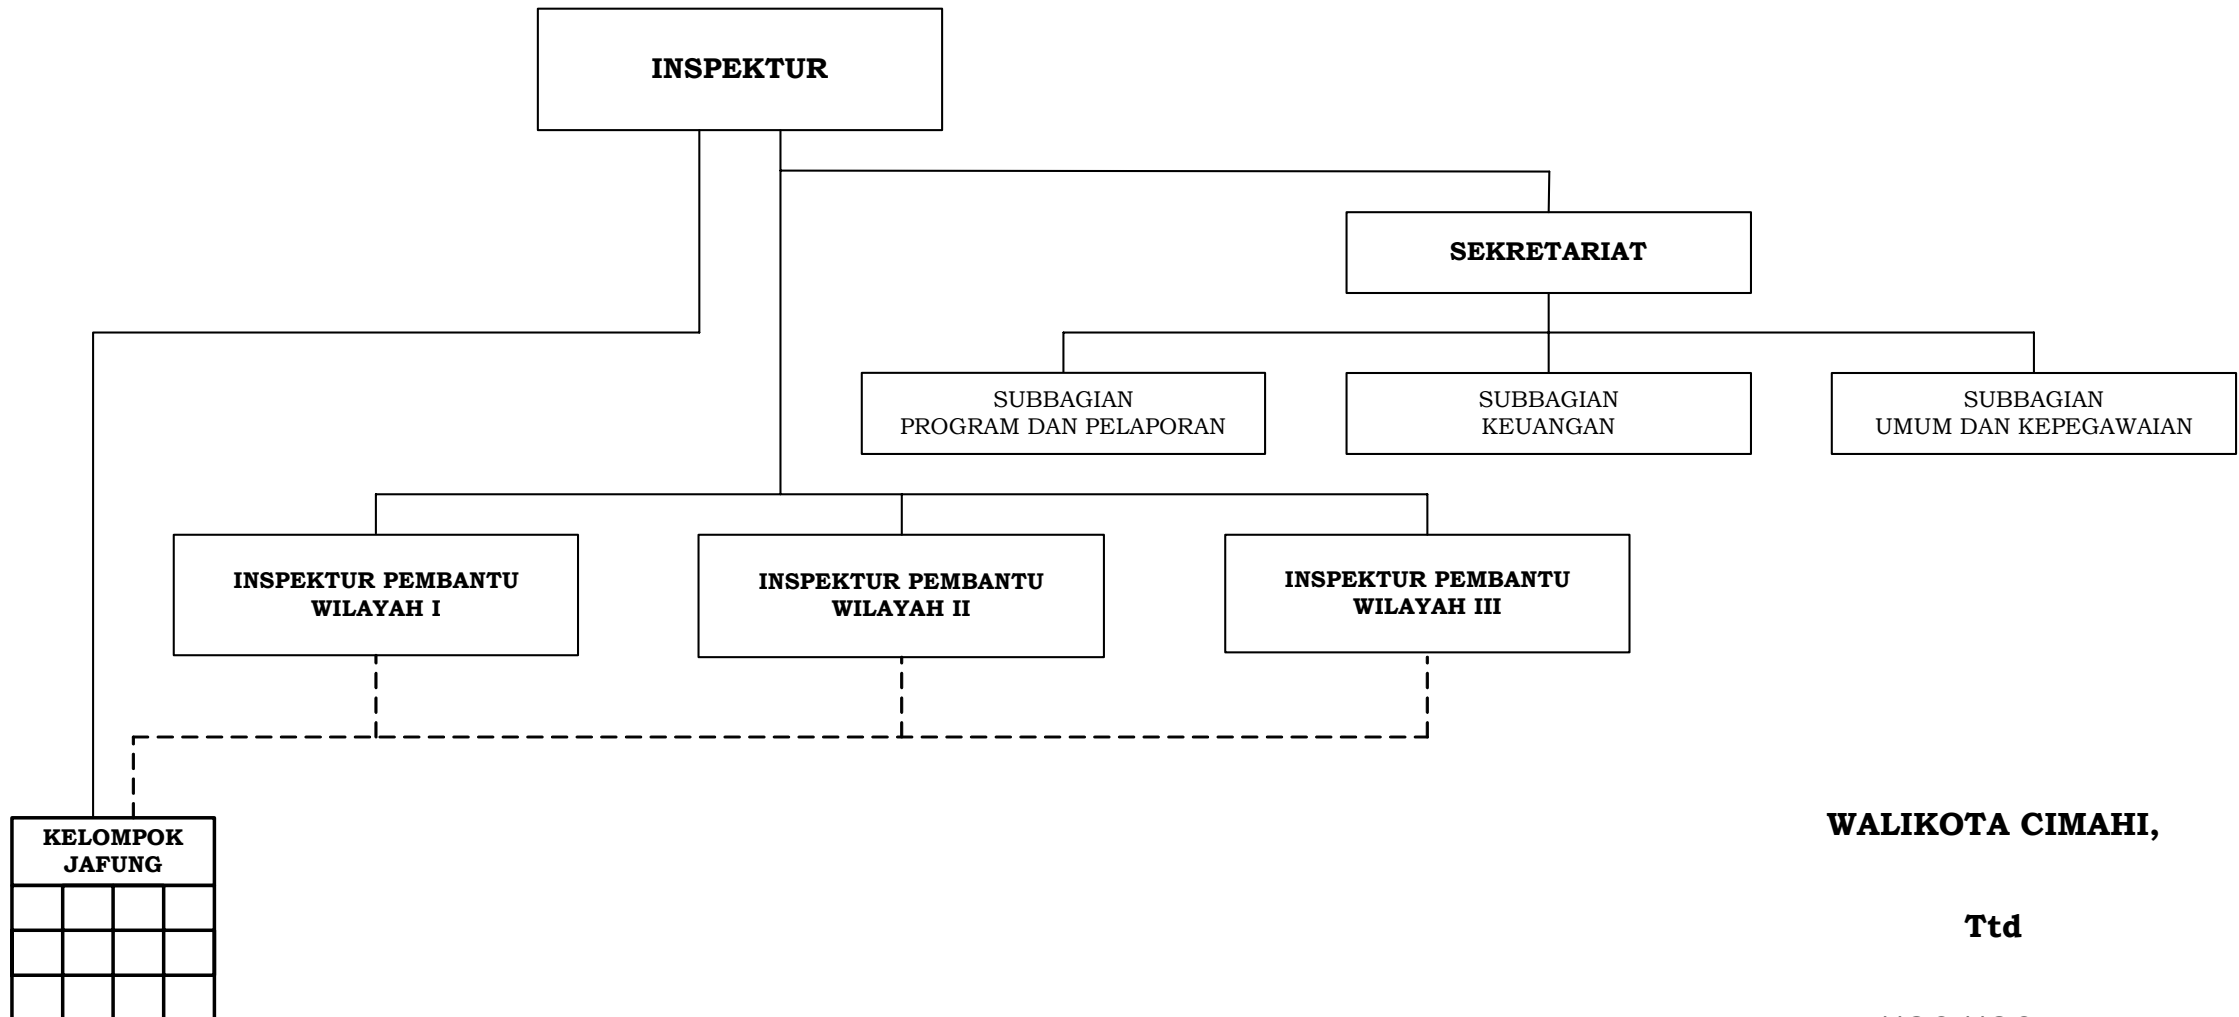 INSPEKTUR
SEKRETARIAT
SUBBAGIAN
PROGRAM DAN PELAPORAN
SUBBAGIAN
KEUANGAN
SUBBAGIAN
UMUM DAN KEPEGAWAIAN
INSPEKTUR PEMBANTU
WILAYAH I
INSPEKTUR PEMBANTU
WILAYAH II
INSPEKTUR PEMBANTU
WILAYAH III
KELOMPOK
JAFUNG
WALIKOTA CIMAHI,
Ttd